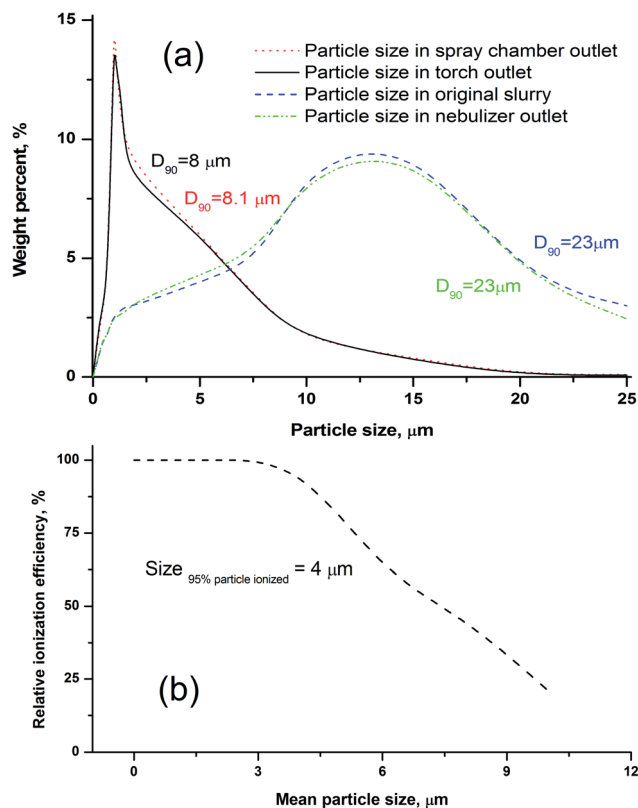 15
(a)
Particle size in spray chamber outlet
Particle size in torch outlet
Particle size in original slurry
Particle size in nebulizer outlet
10
D90=8 μm
D90=8.1 μm
Weight percent, %
5
D90=23μm
D90=23μm
0
0 5 10 15 20 25
Particle size, μm
100
75
Size 95% particle ionized = 4 μm
50
Relative ionization efficiency, %
25
(b)
0
0 3 6 9 12
Mean particle size, μm